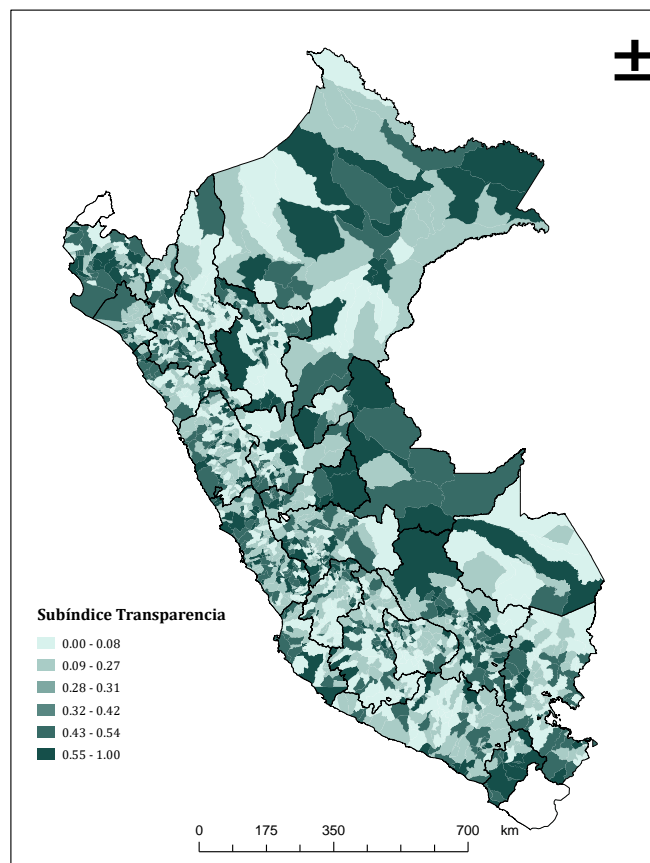 Subíndice Transparencia
0.00 - 0.08
0.09 - 0.27
0.28 - 0.31
0.32 - 0.42
0.43 - 0.54
0.55 - 1.00
0 175 350 700 km